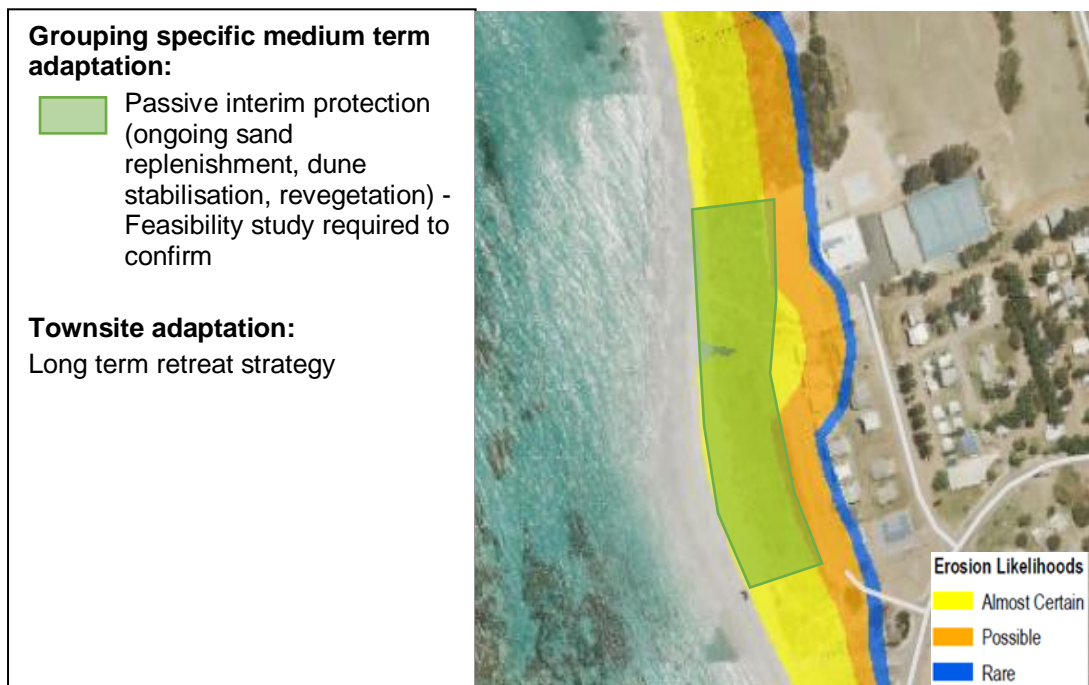 Grouping specific medium term
adaptation:
Passive interim protection
(ongoing sand
replenishment, dune
stabilisation, revegetation) -
Feasibility study required to
confirm
Townsite adaptation:
Long term retreat strategy
Erosion Likelihoods
Almost Certain
Possible
Rare